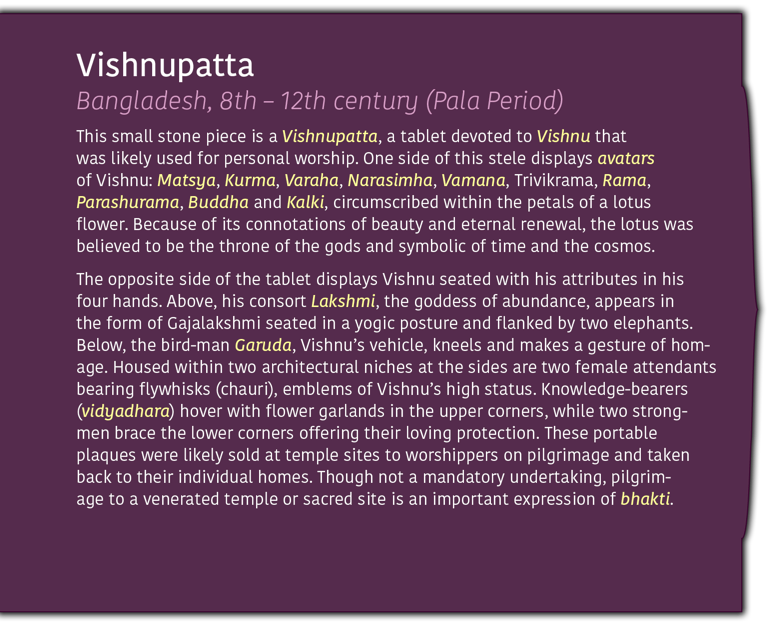 Vishnupatta
Bangladesh, 8th – 12th century (Pala Period)
This small stone piece is a Vishnupatta, a tablet devoted to Vishnu that
was likely used for personal worship. One side of this stele displays avatars
of Vishnu: Matsya, Kurma, Varaha, Narasimha, Vamana, Trivikrama, Rama,
Parashurama, Buddha and Kalki, circumscribed within the petals of a lotus
flower. Because of its connotations of beauty and eternal renewal, the lotus was
believed to be the throne of the gods and symbolic of time and the cosmos.
The opposite side of the tablet displays Vishnu seated with his attributes in his
four hands. Above, his consort Lakshmi, the goddess of abundance, appears in
the form of Gajalakshmi seated in a yogic posture and flanked by two elephants.
Below, the bird-man Garuda, Vishnu’s vehicle, kneels and makes a gesture of hom-
age. Housed within two architectural niches at the sides are two female attendants
bearing flywhisks (chauri), emblems of Vishnu’s high status. Knowledge-bearers
(vidyadhara) hover with flower garlands in the upper corners, while two strong-
men brace the lower corners offering their loving protection. These portable
plaques were likely sold at temple sites to worshippers on pilgrimage and taken
back to their individual homes. Though not a mandatory undertaking, pilgrim-
age to a venerated temple or sacred site is an important expression of bhakti.